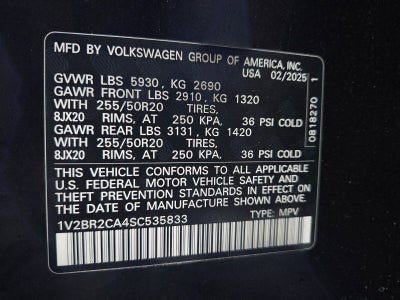 MFD BY VOLKSWAGEN GROUP OF AMERICA, INC.
USA 02/2025
GVWR LBS 5930, KG 2690
GAWR FRONT LBS 2910, KG 1320
WITH 255/50R20 TIRES,
8JX20 RIMS, AT 250 KPA, 36 PSI COLD
GAWR REAR LBS 3131, KG 1420
WITH 255/50R20 TIRES,
8JX20 RIMS, AT 250 KPA, 36 PSI COLD
THIS VEHICLE CONFORMS TO ALL APPLICABLE
U.S. FEDERAL MOTOR VEHICLE SAFETY AND
THEFT PREVENTION STANDARDS IN EFFECT ON
THE DATE OF MANUFACTURE SHOWN ABOVE.
1V2BR2CA4SC535833 TYPE: MPV
0818270 1